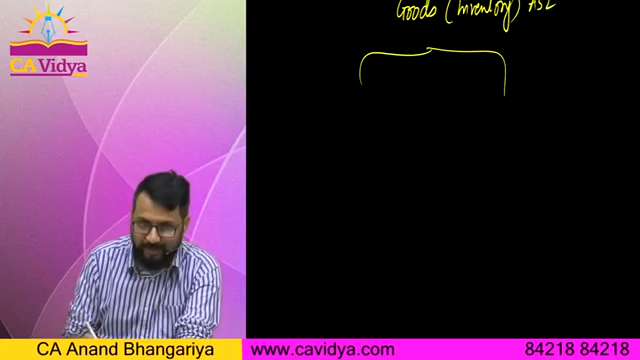 Goods (Inventory) AS2
CA Vidya
CA Anand Bhangariya
www.cavidya.com
84218 84218